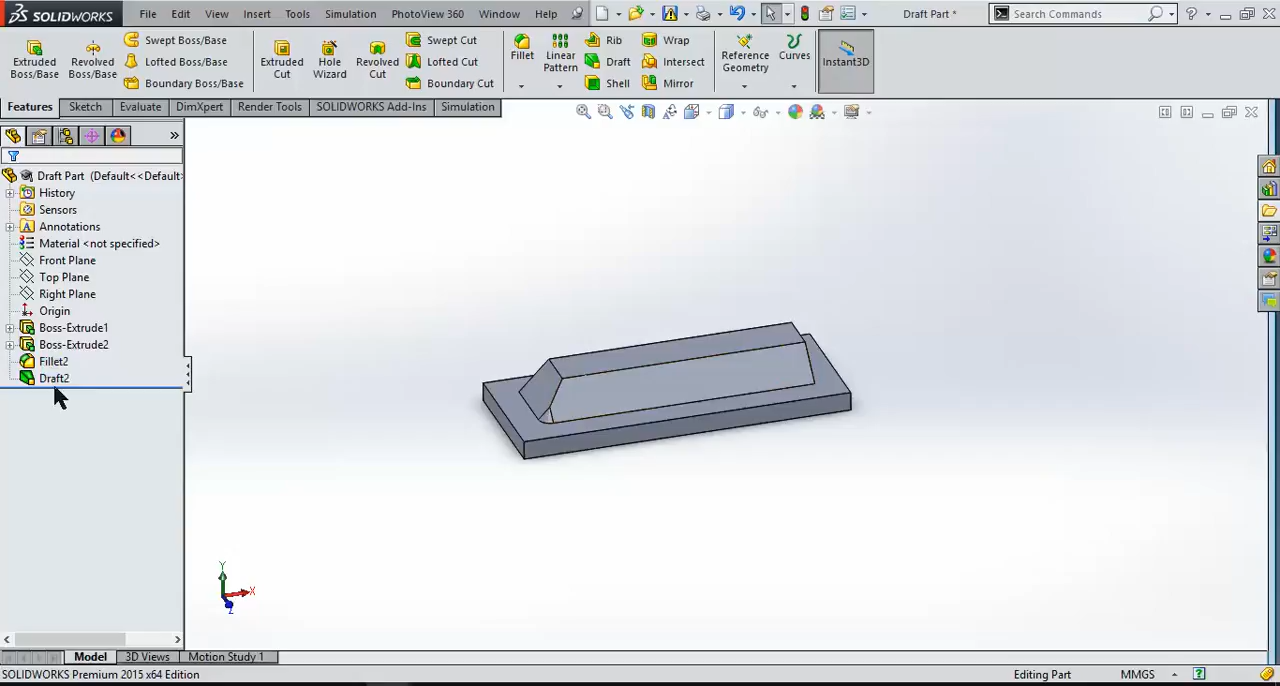 SOLIDWORKS File Edit View Insert Tools Simulation PhotoView 360 Window Help Draft Part * Search Commands
Extruded Boss/Base
Revolved Boss/Base
Swept Boss/Base
Lofted Boss/Base
Boundary Boss/Base
Extruded Cut
Hole Wizard
Revolved Cut
Swept Cut
Lofted Cut
Boundary Cut
Fillet
Linear Pattern
Rib
Draft
Shell
Wrap
Intersect
Mirror
Reference Geometry
Curves
Instant3D
Features Sketch Evaluate DimXpert Render Tools SOLIDWORKS Add-Ins Simulation
Draft Part (Default<<Default
History
Sensors
Annotations
Material <not specified>
Front Plane
Top Plane
Right Plane
Origin
Boss-Extrude1
Boss-Extrude2
Fillet2
Draft2
Y
X
Z
Model 3D Views Motion Study 1
SOLIDWORKS Premium 2015 x64 Edition Editing Part MMGS